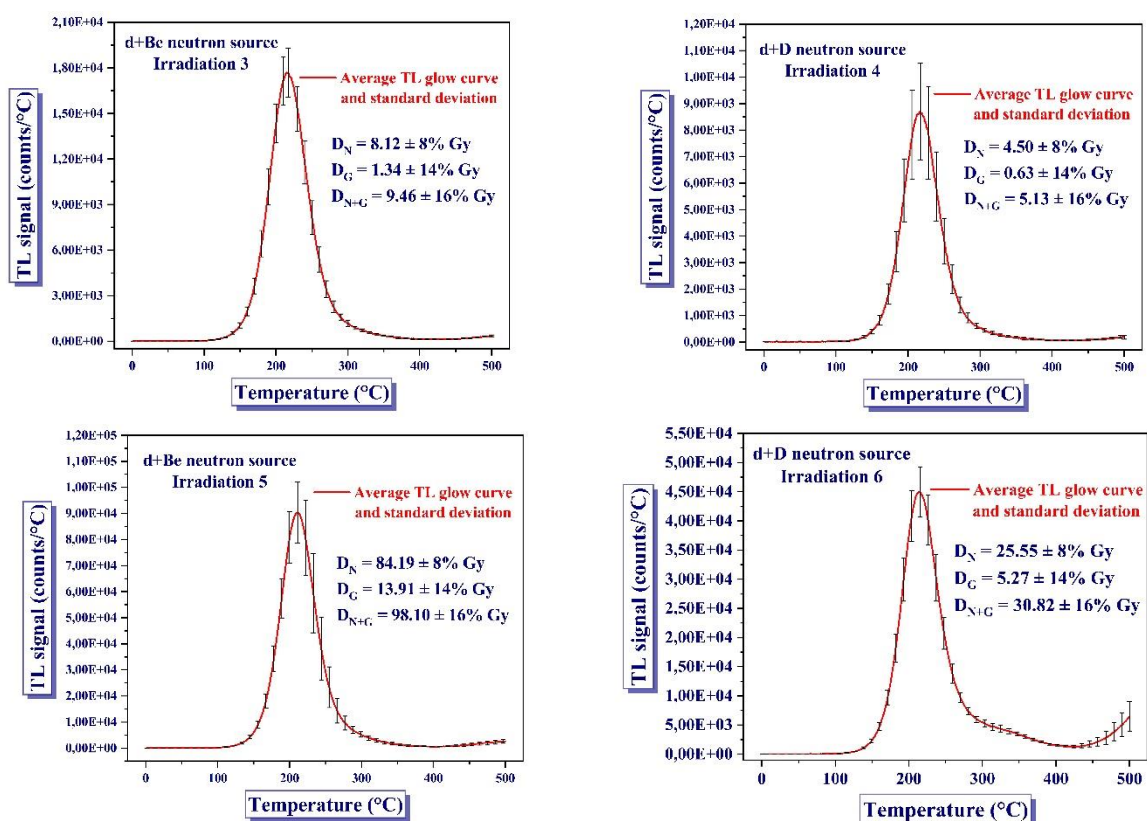 2,10E+04
1,80E+04
1,50E+04
1,20E+04
9,00E+03
6,00E+03
3,00E+03
0,00E+00
TL signal (counts/°C)
d+Be neutron source
Irradiation 3
Average TL glow curve
and standard deviation
D_N = 8.12 ± 8% Gy
D_G = 1.34 ± 14% Gy
D_N+G = 9.46 ± 16% Gy
0 100 200 300 400 500
Temperature (°C)
1,20E+04
1,00E+04
9,00E+03
8,00E+03
7,00E+03
6,00E+03
5,00E+03
4,00E+03
3,00E+03
2,00E+03
1,00E+03
0,00E+00
TL signal (counts/°C)
d+D neutron source
Irradiation 4
Average TL glow curve
and standard deviation
D_N = 4.50 ± 8% Gy
D_G = 0.63 ± 14% Gy
D_N+G = 5.13 ± 16% Gy
0 100 200 300 400 500
Temperature (°C)
1,20E+05
1,10E+05
1,00E+05
9,00E+04
8,00E+04
7,00E+04
6,00E+04
5,00E+04
4,00E+04
3,00E+04
2,00E+04
1,00E+04
0,00E+00
TL signal (counts/°C)
d+Be neutron source
Irradiation 5
Average TL glow curve
and standard deviation
D_N = 84.19 ± 8% Gy
D_G = 13.91 ± 14% Gy
D_N+G = 98.10 ± 16% Gy
0 100 200 300 400 500
Temperature (°C)
5,50E+04
5,00E+04
4,50E+04
4,00E+04
3,50E+04
3,00E+04
2,50E+04
2,00E+04
1,50E+04
1,00E+04
5,00E+03
0,00E+00
TL signal (counts/°C)
d+D neutron source
Irradiation 6
Average TL glow curve
and standard deviation
D_N = 25.55 ± 8% Gy
D_G = 5.27 ± 14% Gy
D_N+G = 30.82 ± 16% Gy
0 100 200 300 400 500
Temperature (°C)